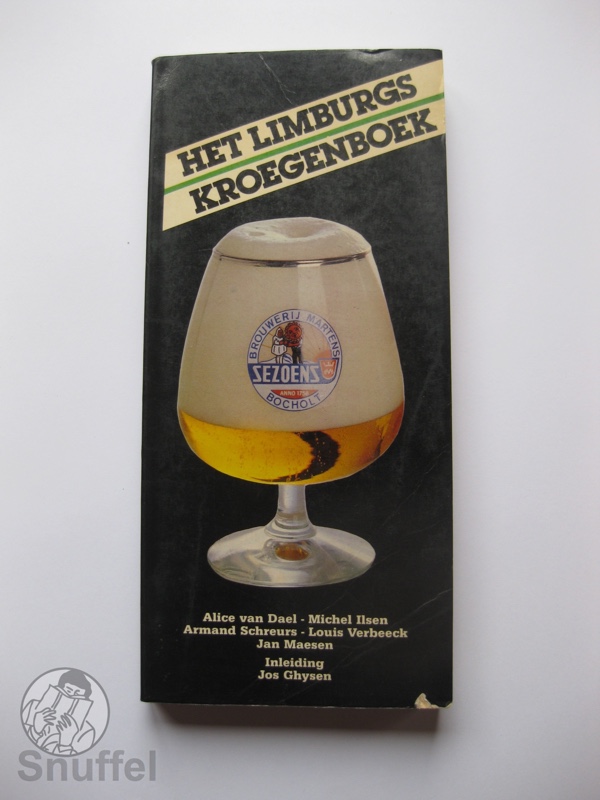 HET LIMBURGS
KROEGENBOEK
BROUWERIJ MARTENS
SEZOENS
ANNO 1758
BOCHOLT
Alice van Dael - Michel Ilsen
Armand Schreurs - Louis Verbeeck
Jan Maesen
Inleiding
Jos Ghysen
Snuffel